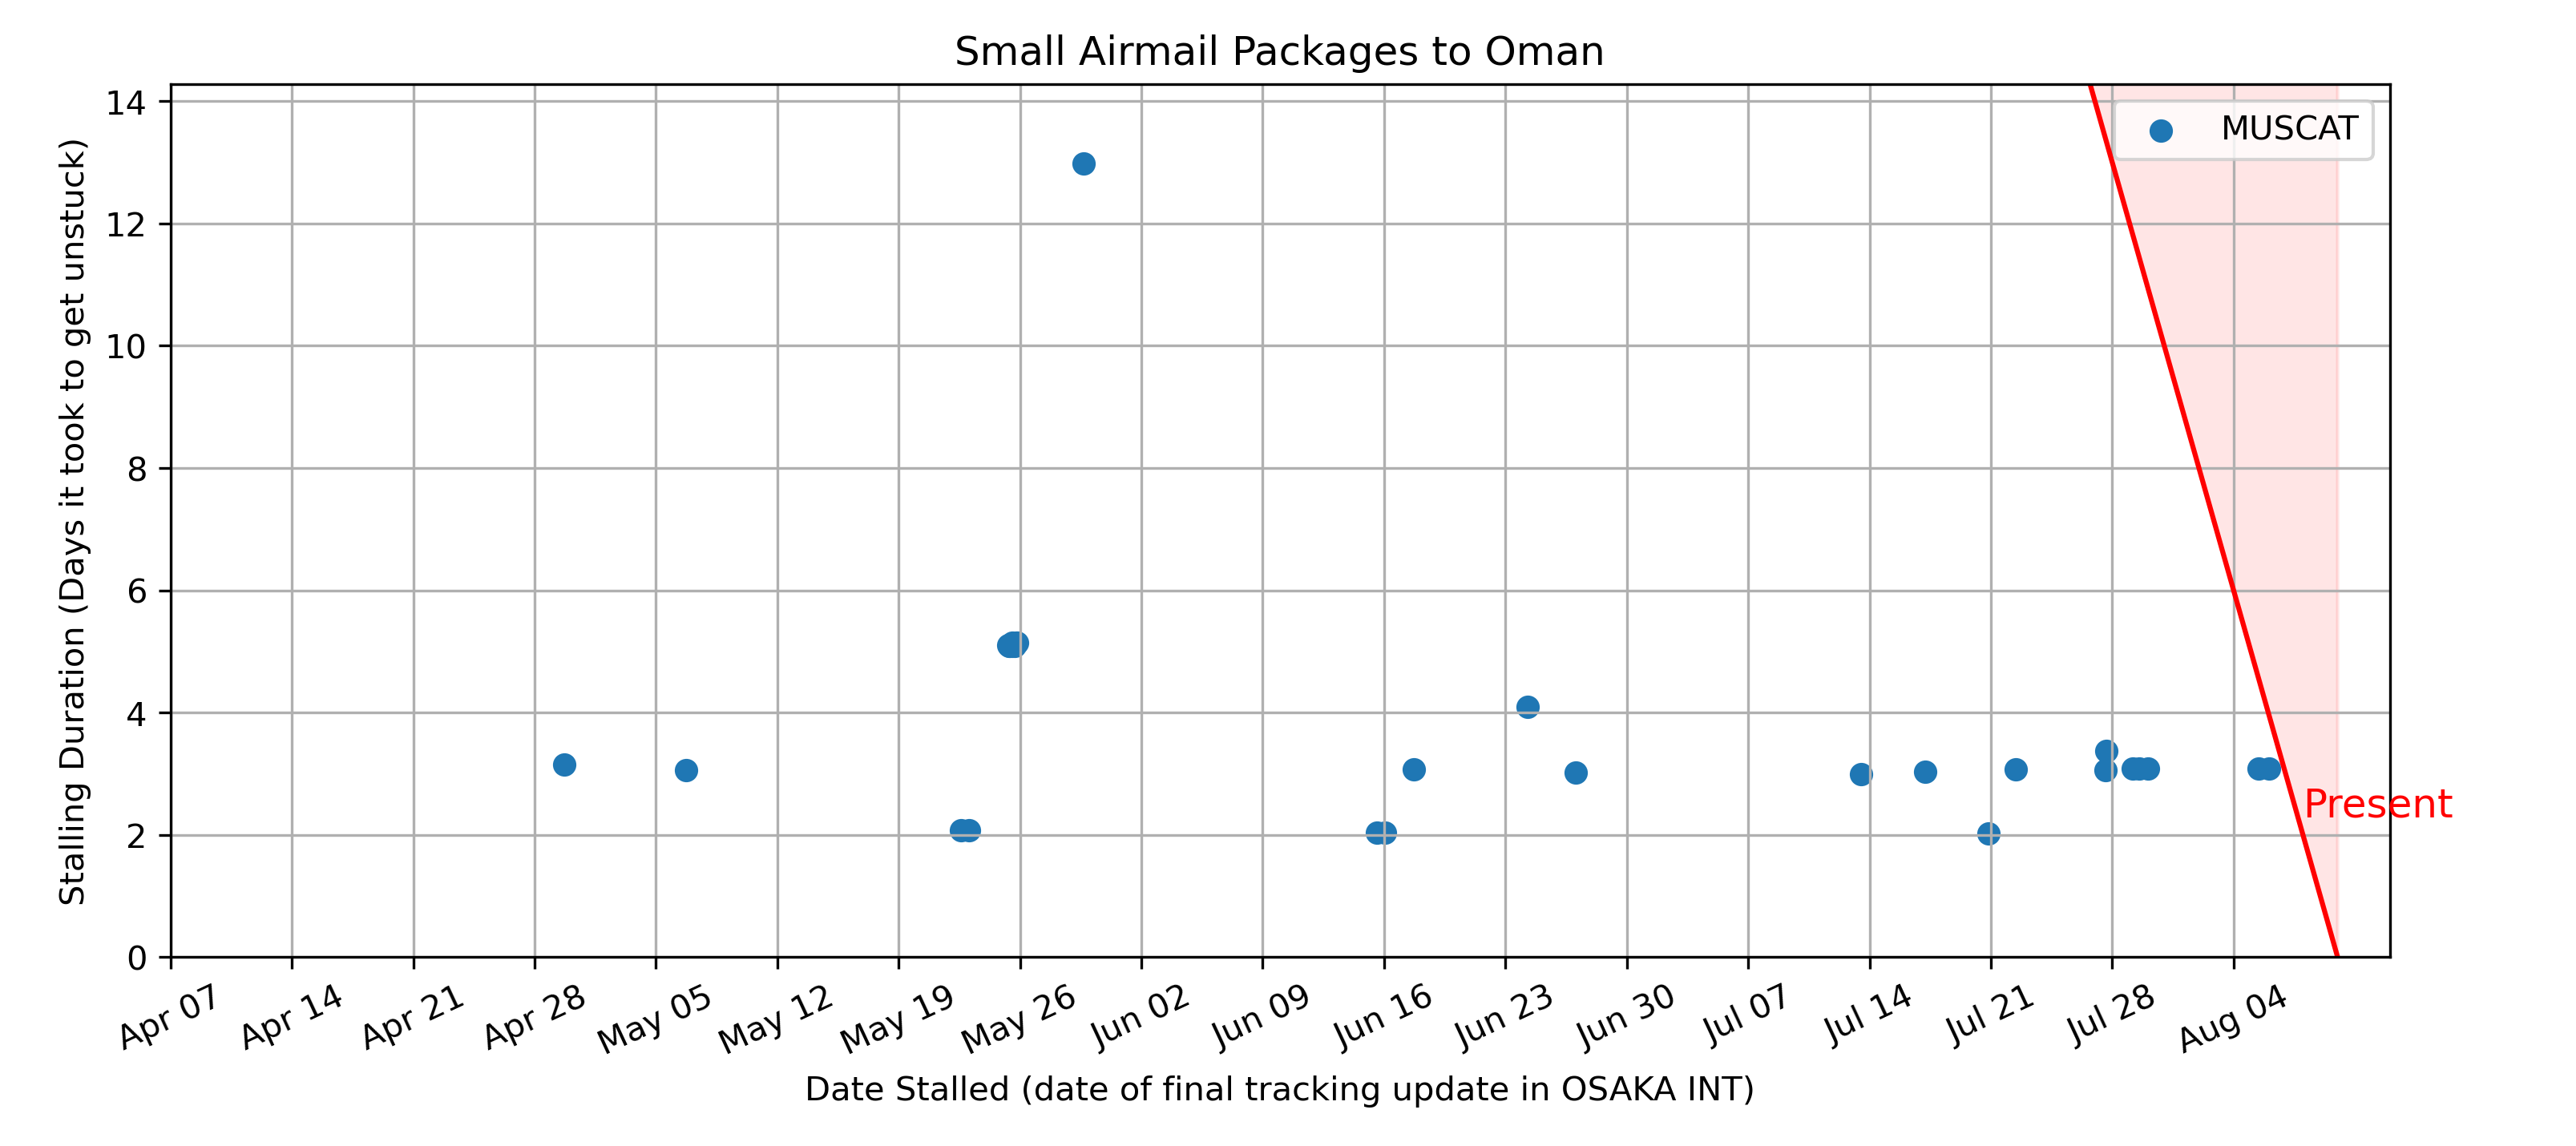 Small Airmail Packages to Oman
MUSCAT
Present
14
12
10
8
6
4
2
0
Stalling Duration (Days it took to get unstuck)
Apr 07
Apr 14
Apr 21
Apr 28
May 05
May 12
May 19
May 26
Jun 02
Jun 09
Jun 16
Jun 23
Jun 30
Jul 07
Jul 14
Jul 21
Jul 28
Aug 04
Date Stalled (date of final tracking update in OSAKA INT)